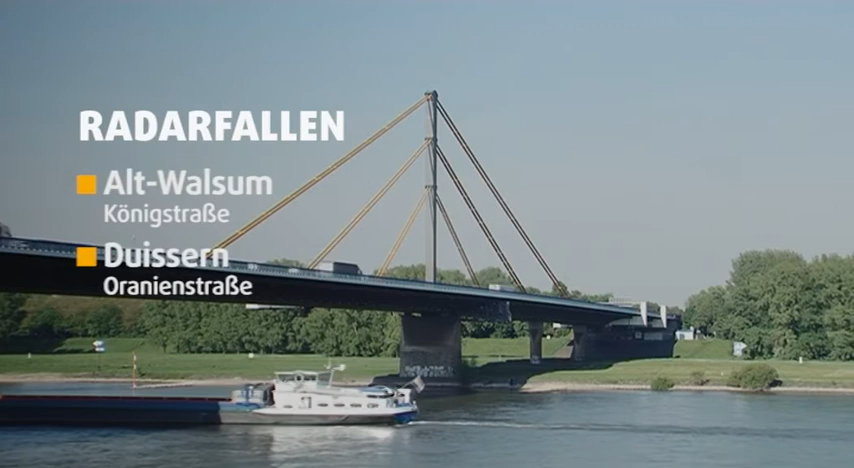 RADARFALLEN
Alt-Walsum
Königstraße
Duissern
Oranienstraße